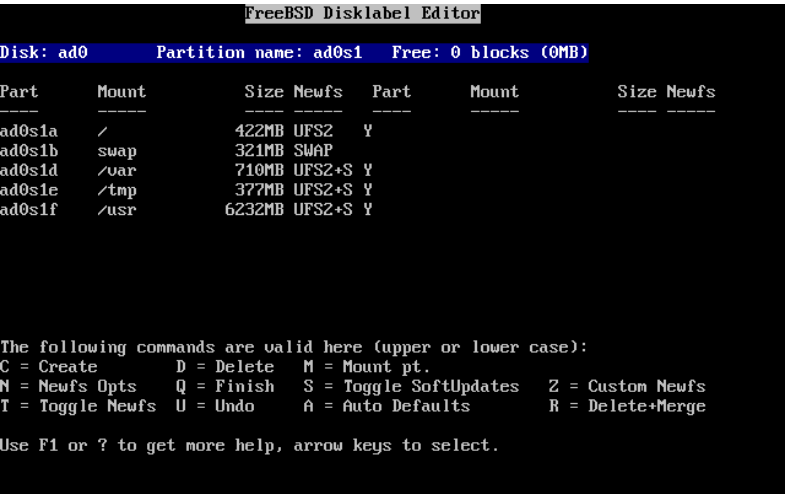 FreeBSD Disklabel Editor
Disk: ad0 Partition name: ad0s1 Free: 0 blocks (0MB)
Part Mount Size Newfs Part Mount Size Newfs
---- ----- ---- ----- ---- ----- ---- -----
ad0s1a / 422MB UFS2 Y
ad0s1b swap 321MB SWAP
ad0s1d /var 710MB UFS2+S Y
ad0s1e /tmp 377MB UFS2+S Y
ad0s1f /usr 6232MB UFS2+S Y
The following commands are valid here (upper or lower case):
C = Create D = Delete M = Mount pt.
N = Newfs Opts Q = Finish S = Toggle SoftUpdates Z = Custom Newfs
T = Toggle Newfs U = Undo A = Auto Defaults R = Delete+Merge
Use F1 or ? to get more help, arrow keys to select.